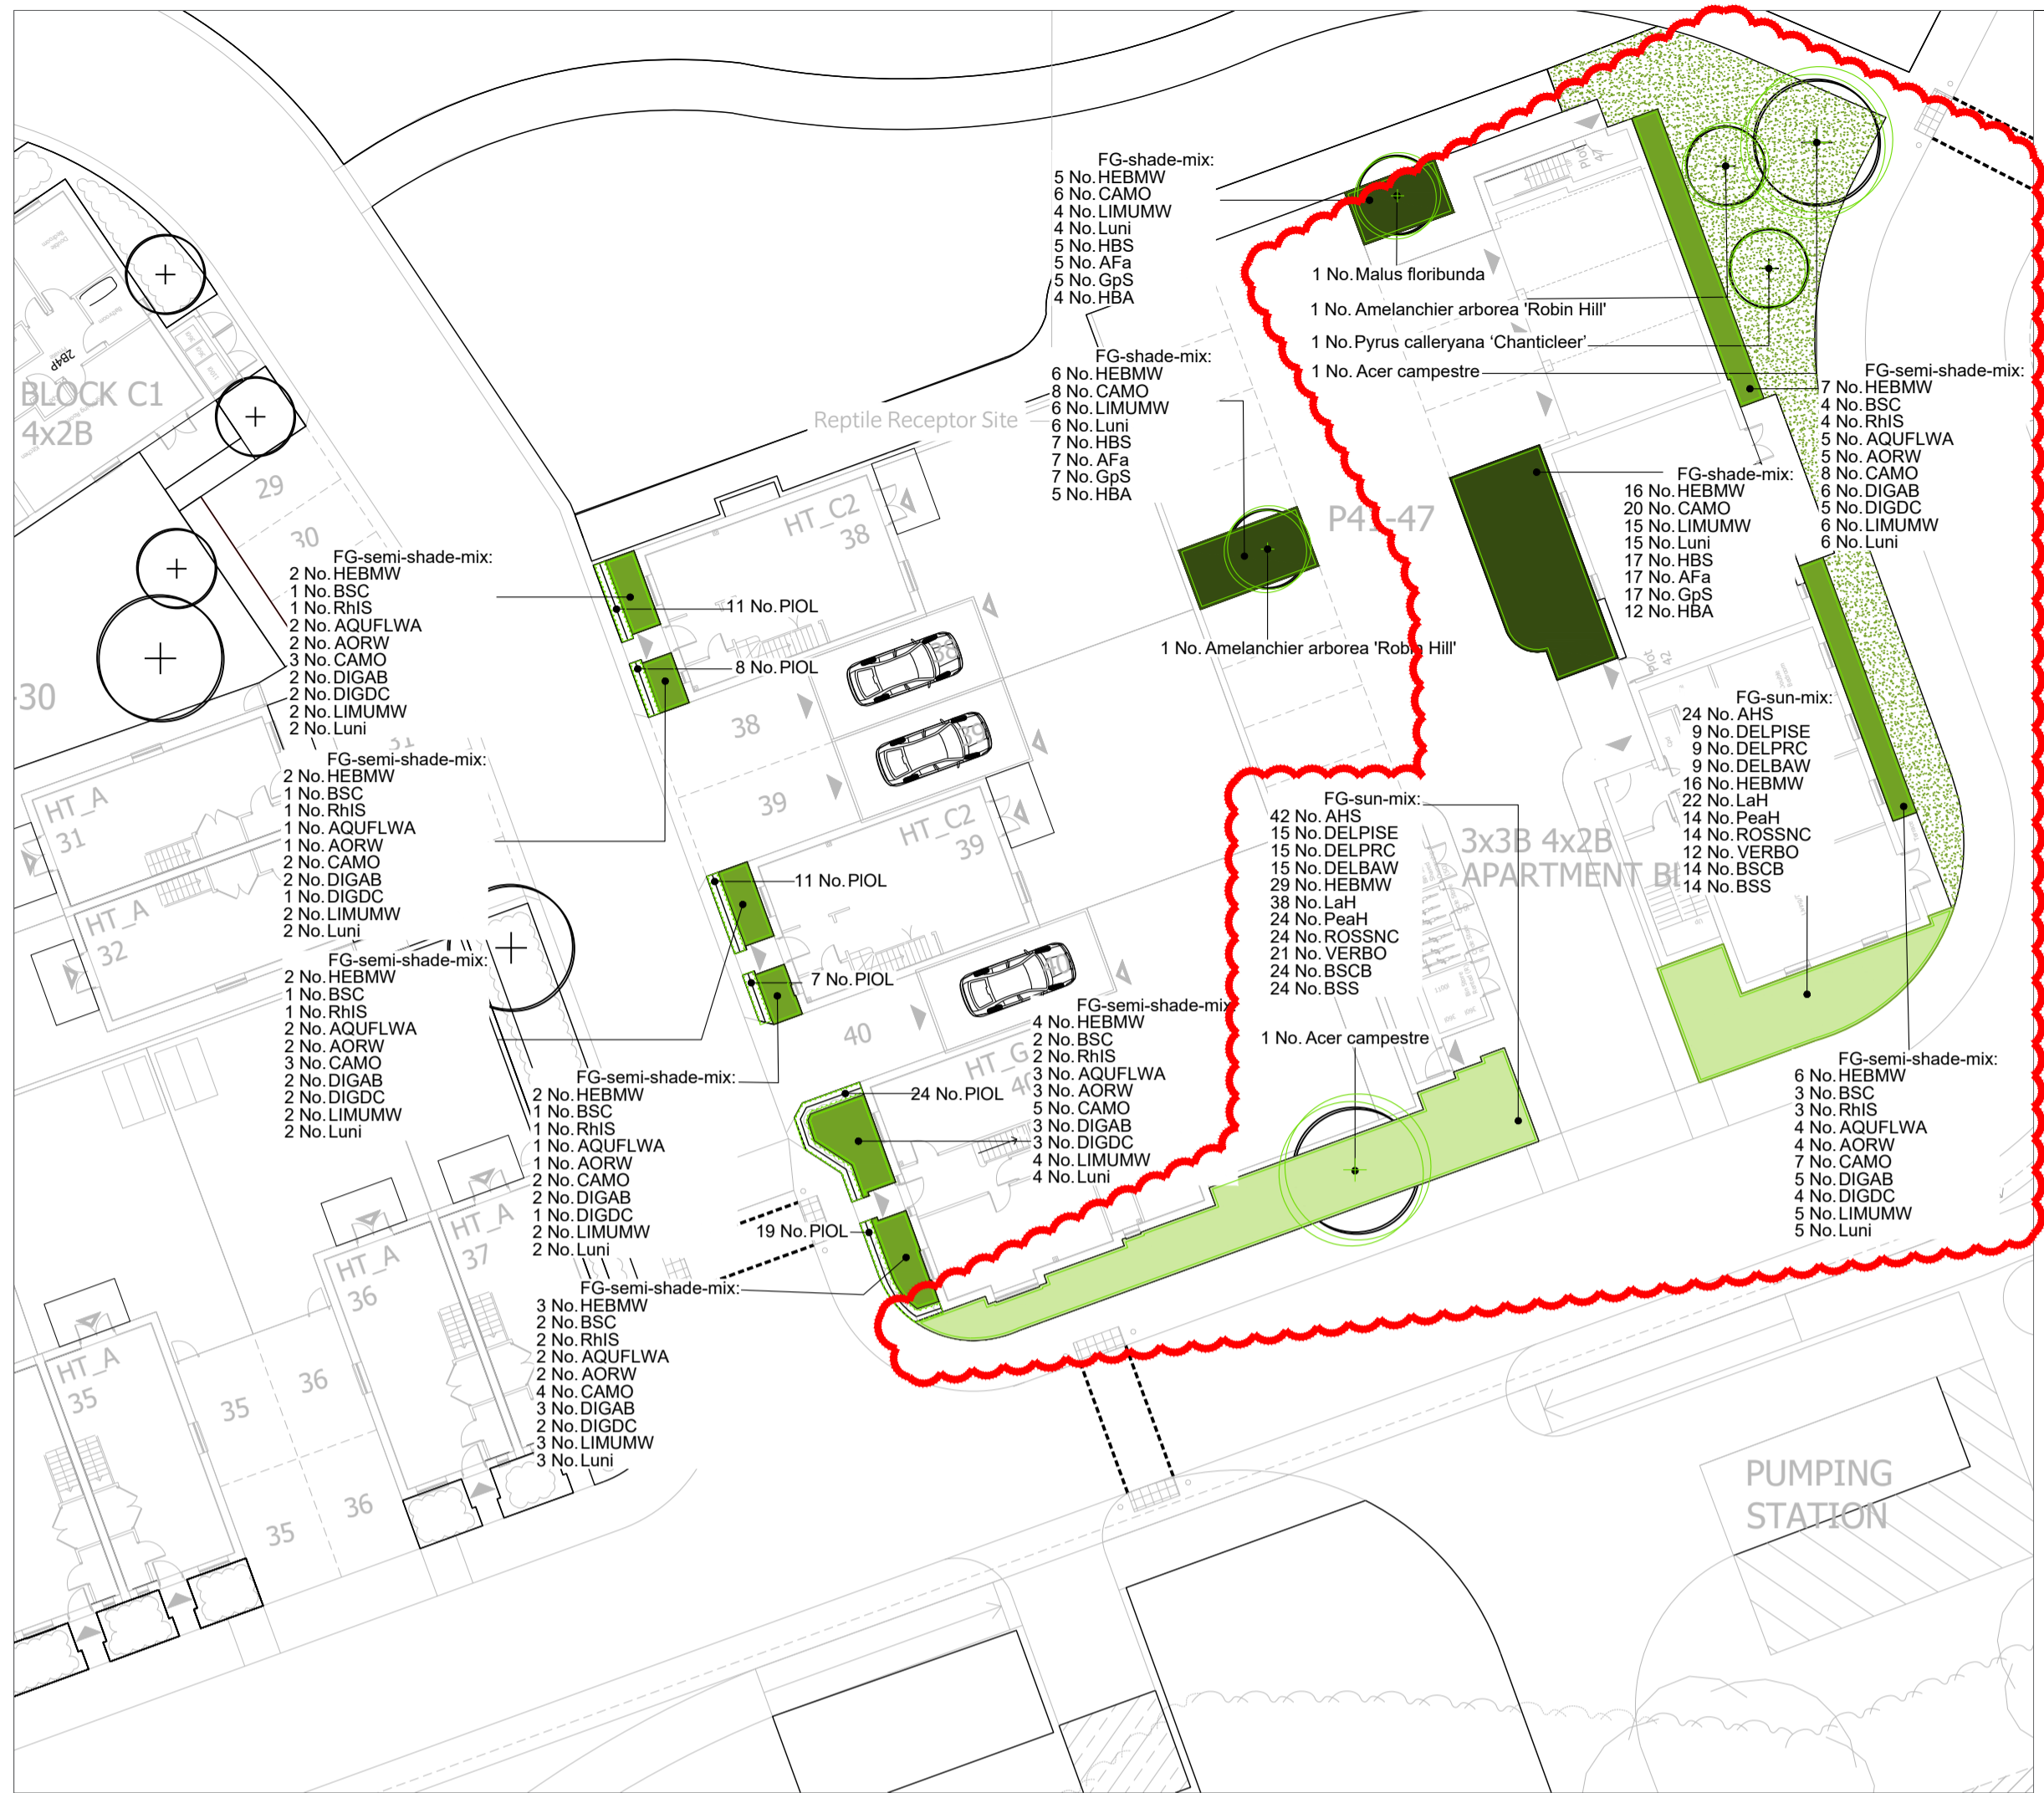 FG-shade-mix:
5 No. HEBMW
6 No. CAMO
4 No. LIMUMW
4 No. Luni
5 No. HBS
5 No. AFa
5 No. GpS
4 No. HBA
Plot
47
1 No. Malus floribunda
1 No. Amelanchier arborea 'Robin Hill'
1 No. Pyrus calleryana ‘Chanticleer’
1 No. Acer campestre
FG-shade-mix:
6 No. HEBMW
8 No. CAMO
6 No. LIMUMW
6 No. Luni
7 No. HBS
7 No. AFa
7 No. GpS
5 No. HBA
FG-semi-shade-mix:
7 No. HEBMW
4 No. BSC
4 No. RhIS
5 No. AQUFLWA
5 No. AORW
8 No. CAMO
6 No. DIGAB
5 No. DIGDC
6 No. LIMUMW
6 No. Luni
2B4P
BLOCK C1
4x2B
Reptile Receptor Site
29
30
-30
31
FG-shade-mix:
16 No. HEBMW
20 No. CAMO
15 No. LIMUMW
15 No. Luni
17 No. HBS
17 No. AFa
17 No. GpS
12 No. HBA
P41-47
HT_C2
38
FG-semi-shade-mix:
2 No. HEBMW
1 No. BSC
1 No. RhIS
2 No. AQUFLWA
2 No. AORW
3 No. CAMO
2 No. DIGAB
2 No. DIGDC
2 No. LIMUMW
2 No. Luni
11 No. PIOL
8 No. PIOL
1 No. Amelanchier arborea 'Robin Hill'
Plot
42
38
38
39
39
FG-sun-mix:
24 No. AHS
9 No. DELPISE
9 No. DELPRC
9 No. DELBAW
16 No. HEBMW
22 No. LaH
14 No. PeaH
14 No. ROSSNC
12 No. VERBO
14 No. BSCB
14 No. BSS
FG-semi-shade-mix:
2 No. HEBMW
1 No. BSC
1 No. RhIS
1 No. AQUFLWA
1 No. AORW
2 No. CAMO
2 No. DIGAB
1 No. DIGDC
2 No. LIMUMW
2 No. Luni
HT_A
31
HT_A
32
HT_C2
39
11 No. PIOL
7 No. PIOL
FG-sun-mix:
42 No. AHS
15 No. DELPISE
15 No. DELPRC
15 No. DELBAW
29 No. HEBMW
38 No. LaH
24 No. PeaH
24 No. ROSSNC
21 No. VERBO
24 No. BSCB
24 No. BSS
3x3B 4x2B
APARTMENT BL
1100
FG-semi-shade-mix:
2 No. HEBMW
1 No. BSC
1 No. RhIS
2 No. AQUFLWA
2 No. AORW
3 No. CAMO
2 No. DIGAB
2 No. DIGDC
2 No. LIMUMW
2 No. Luni
40
40
HT_G
40
FG-semi-shade-mix
4 No. HEBMW
2 No. BSC
2 No. RhIS
3 No. AQUFLWA
3 No. AORW
5 No. CAMO
3 No. DIGAB
3 No. DIGDC
4 No. LIMUMW
4 No. Luni
1 No. Acer campestre
FG-semi-shade-mix:
6 No. HEBMW
3 No. BSC
3 No. RhIS
4 No. AQUFLWA
4 No. AORW
7 No. CAMO
5 No. DIGAB
4 No. DIGDC
5 No. LIMUMW
5 No. Luni
FG-semi-shade-mix:
2 No. HEBMW
1 No. BSC
1 No. RhIS
1 No. AQUFLWA
1 No. AORW
2 No. CAMO
2 No. DIGAB
1 No. DIGDC
2 No. LIMUMW
2 No. Luni
24 No. PIOL
19 No. PIOL
HT_A
37
HT_A
36
HT_A
35
36
35
36
35
FG-semi-shade-mix:
3 No. HEBMW
2 No. BSC
2 No. RhIS
2 No. AQUFLWA
2 No. AORW
4 No. CAMO
3 No. DIGAB
2 No. DIGDC
3 No. LIMUMW
3 No. Luni
PUMPING
STATION